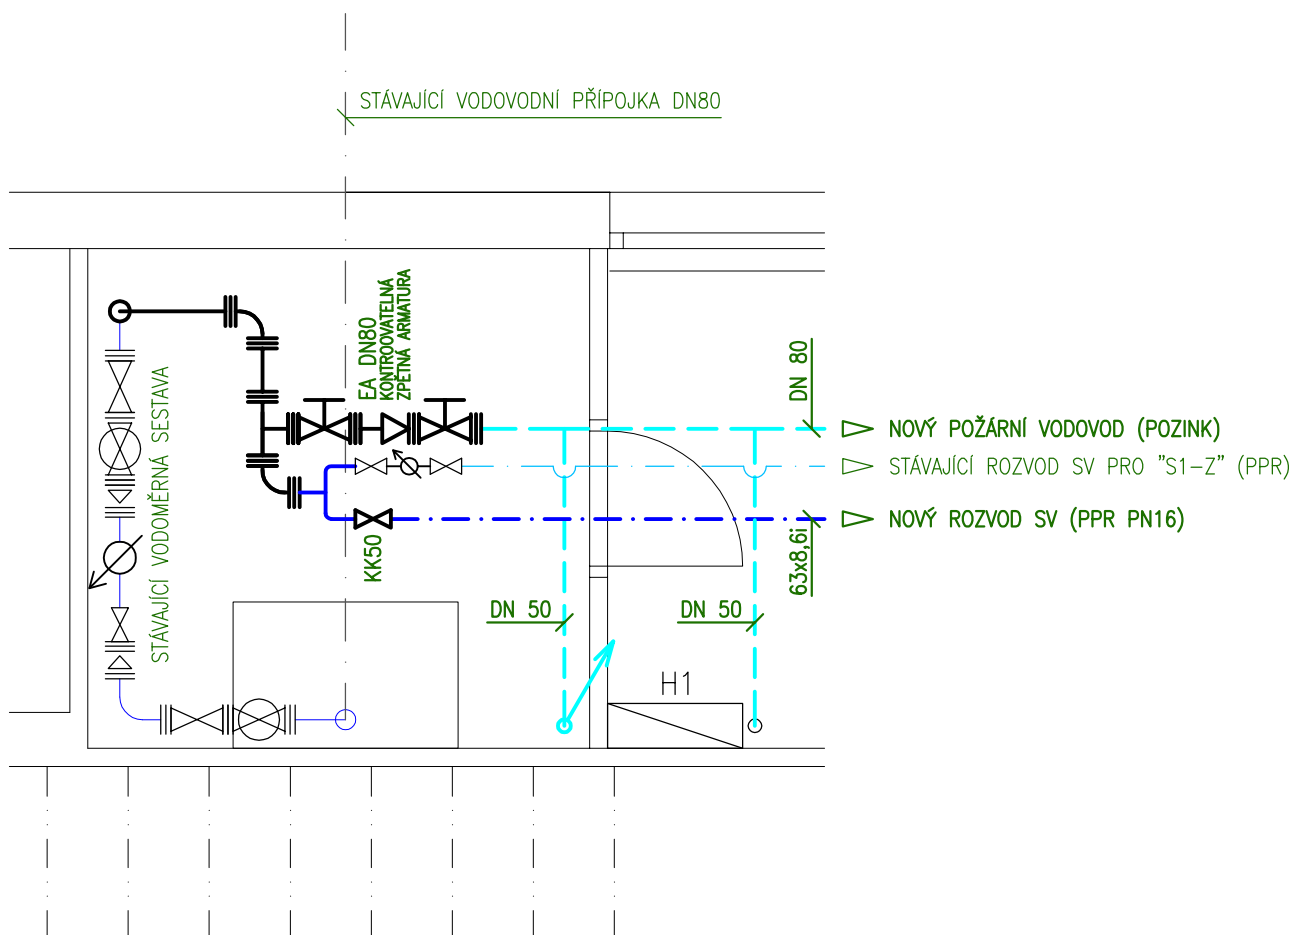 STÁVAJÍCÍ VODOVODNÍ PŘÍPOJKA DN80
EA DN80
KONTROOVATELNÁ
ZPĚTNÁ ARMATURA
STÁVAJÍCÍ VODOMĚRNÁ SESTAVA
DN 80
NOVÝ POŽÁRNÍ VODOVOD (POZINK)
STÁVAJÍCÍ ROZVOD SV PRO "S1-Z" (PPR)
NOVÝ ROZVOD SV (PPR PN16)
KK50
63x8,6i
DN 50
DN 50
H1